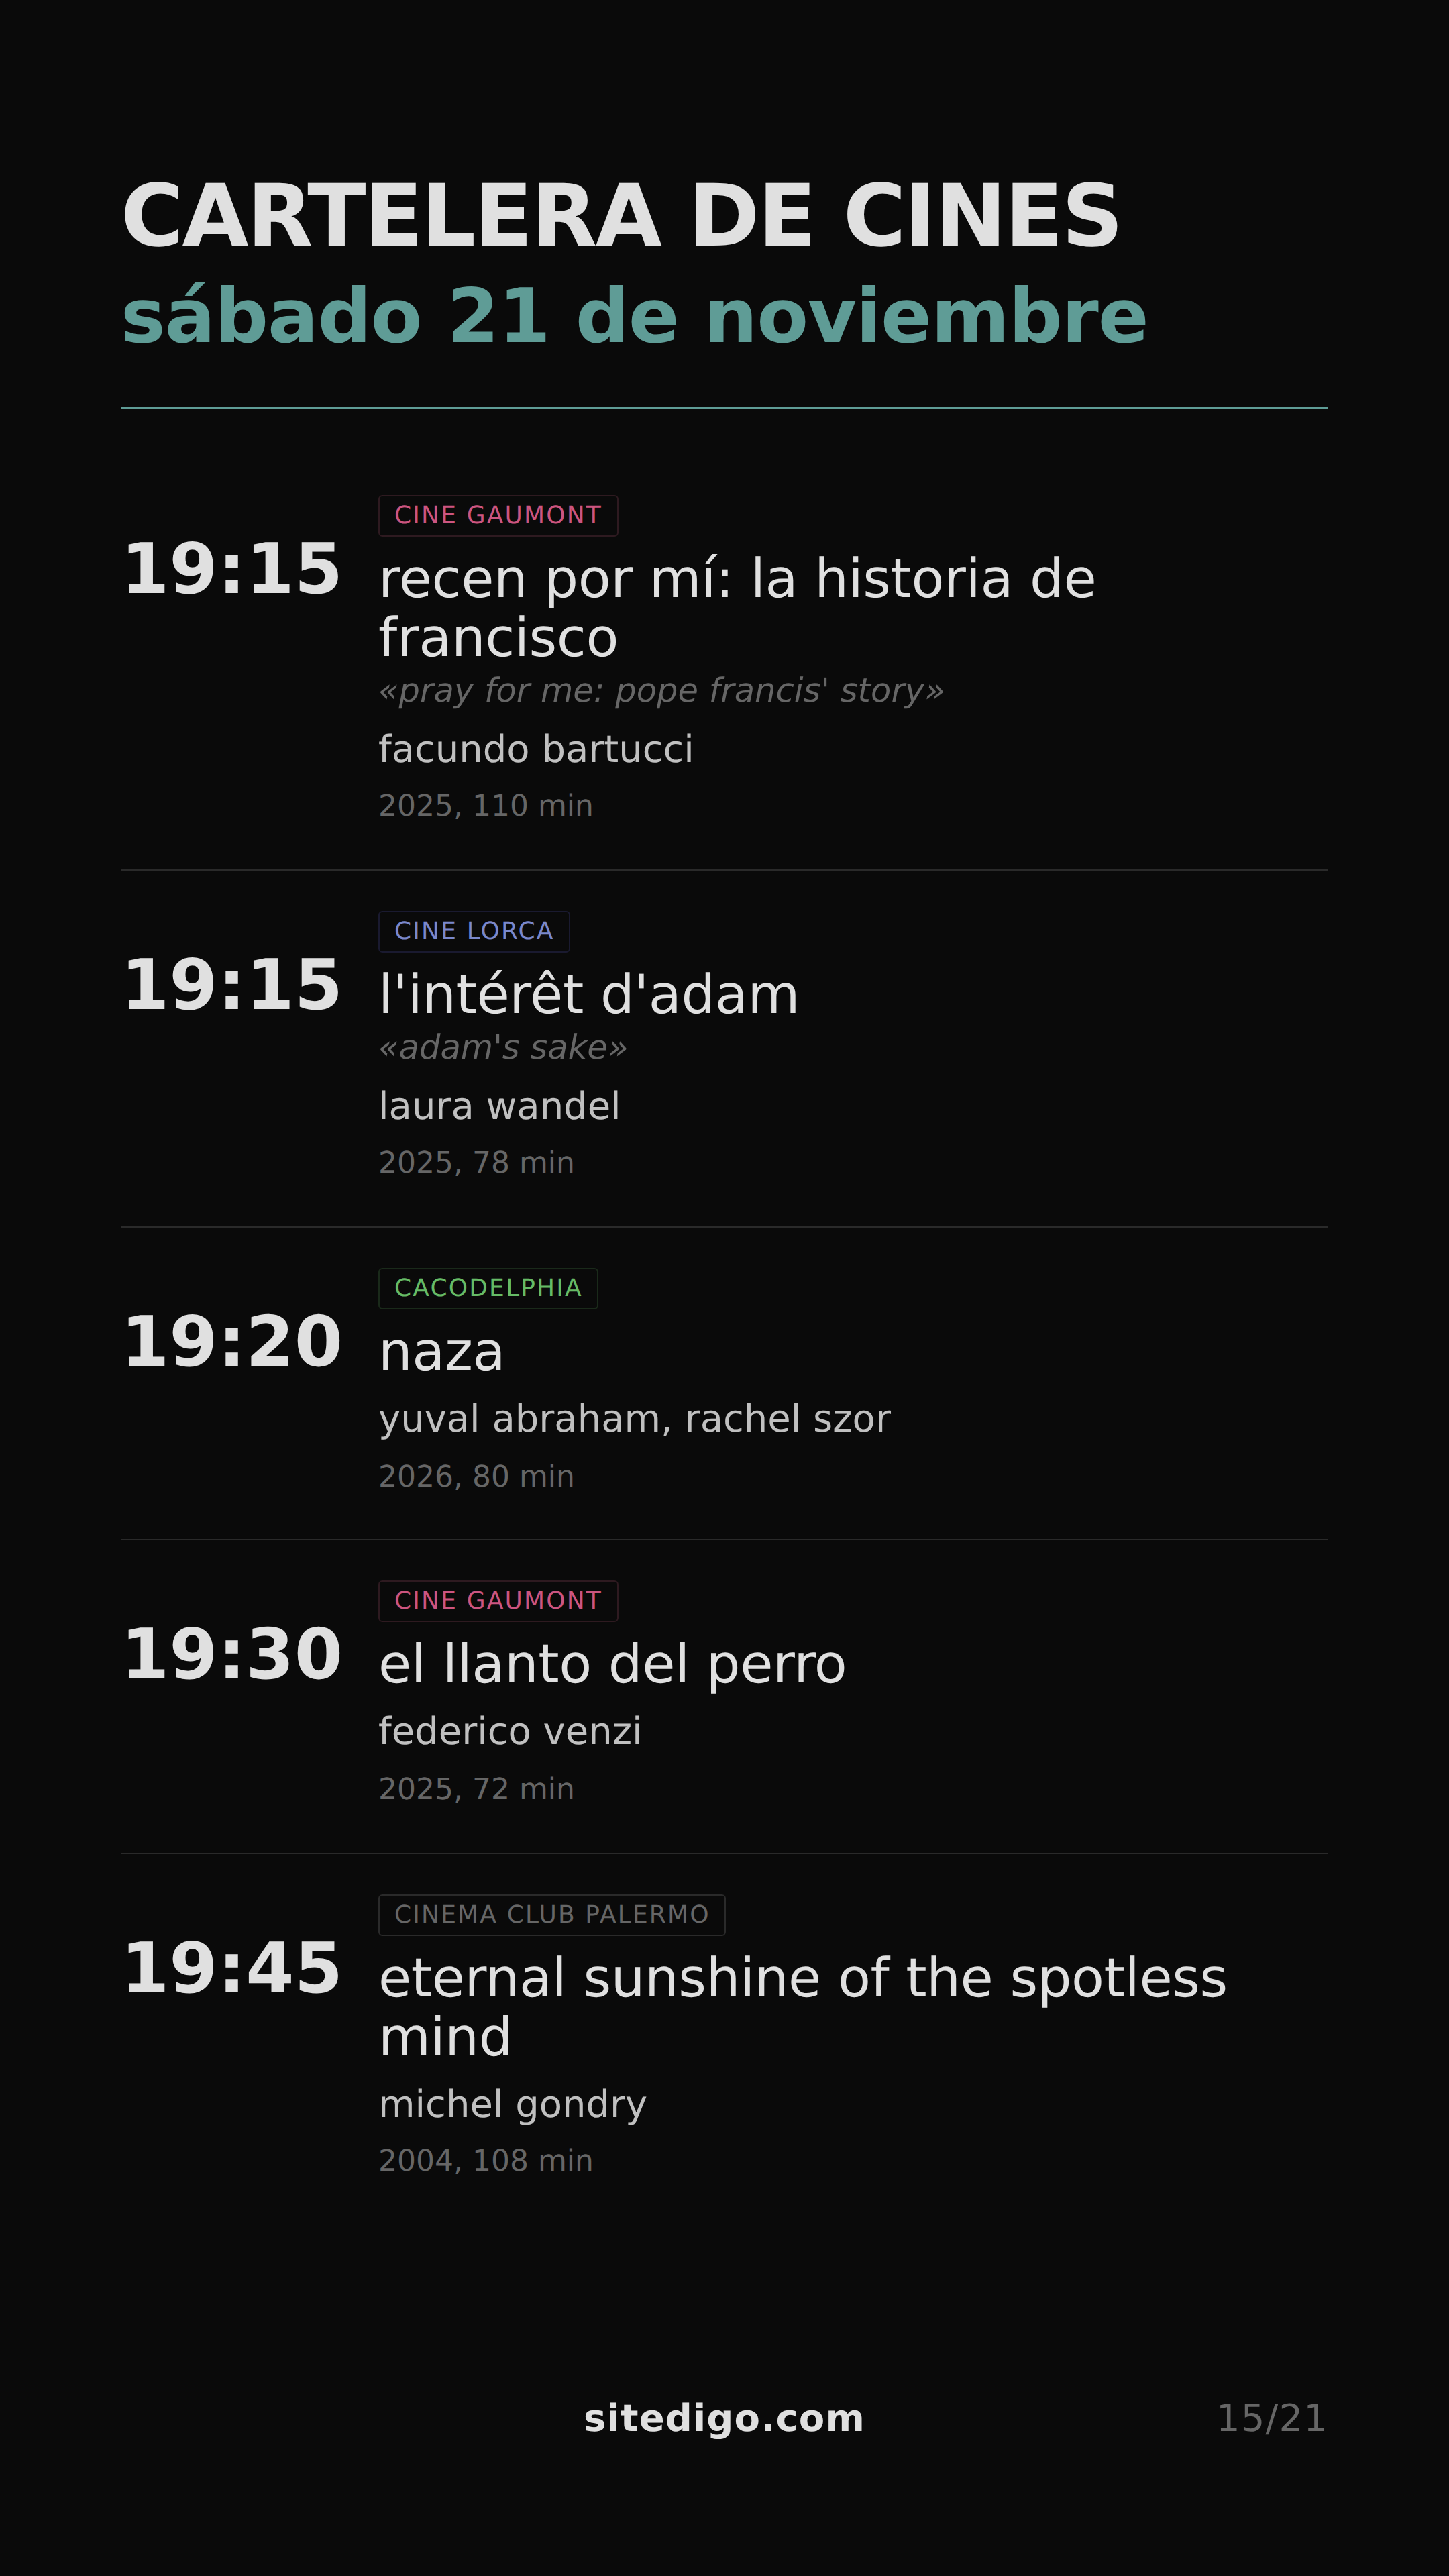 CARTELERA DE CINES
sábado 21 de noviembre
CINE GAUMONT
19:15
recen por mí: la historia de
francisco
«pray for me: pope francis' story»
facundo bartucci
2025, 110 min
CINE LORCA
19:15
l'intérêt d'adam
«adam's sake»
laura wandel
2025, 78 min
CACODELPHIA
19:20
naza
yuval abraham, rachel szor
2026, 80 min
CINE GAUMONT
19:30
el llanto del perro
federico venzi
2025, 72 min
CINEMA CLUB PALERMO
19:45
eternal sunshine of the spotless
mind
michel gondry
2004, 108 min
sitedigo.com
15/21